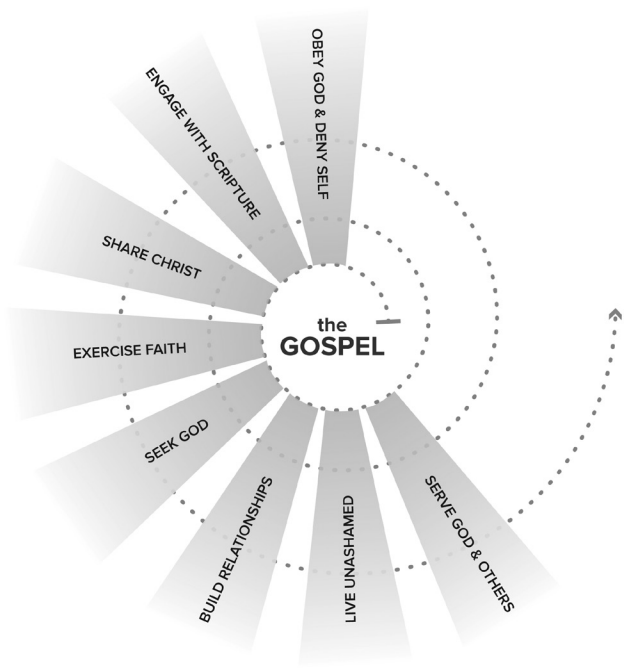 OBEY GOD & DENY SELF
ENGAGE WITH SCRIPTURE
SHARE CHRIST
EXERCISE FAITH
SEEK GOD
BUILD RELATIONSHIPS
LIVE UNASHAMED
SERVE GOD & OTHERS
the
GOSPEL